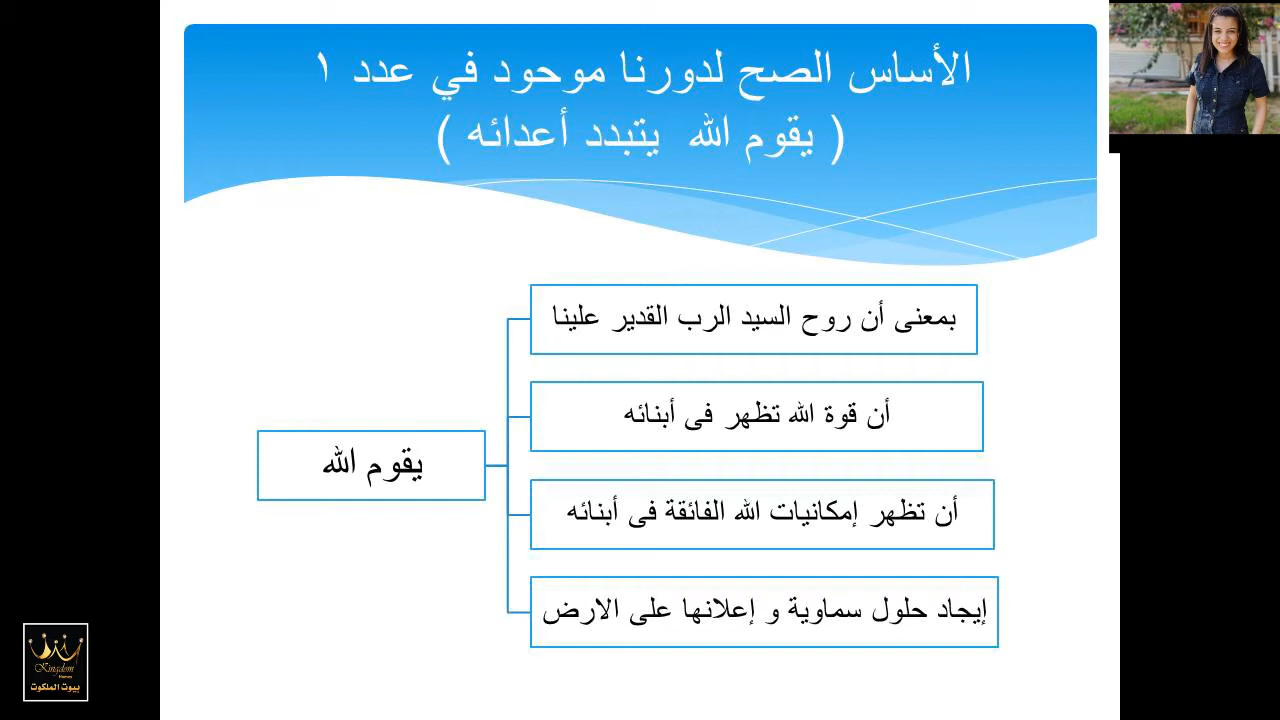 الأساس الصح لدورنا موحود في عدد ١
( يقوم الله يتبدد أعدائه )
بمعنى أن روح السيد الرب القدير علينا
أن قوة الله تظهر فى أبنائه
يقوم الله
أن تظهر إمكانيات الله الفائقة فى أبنائه
إيجاد حلول سماوية و إعلانها على الارض
Kingdom
Homes
بيوت الملكوت